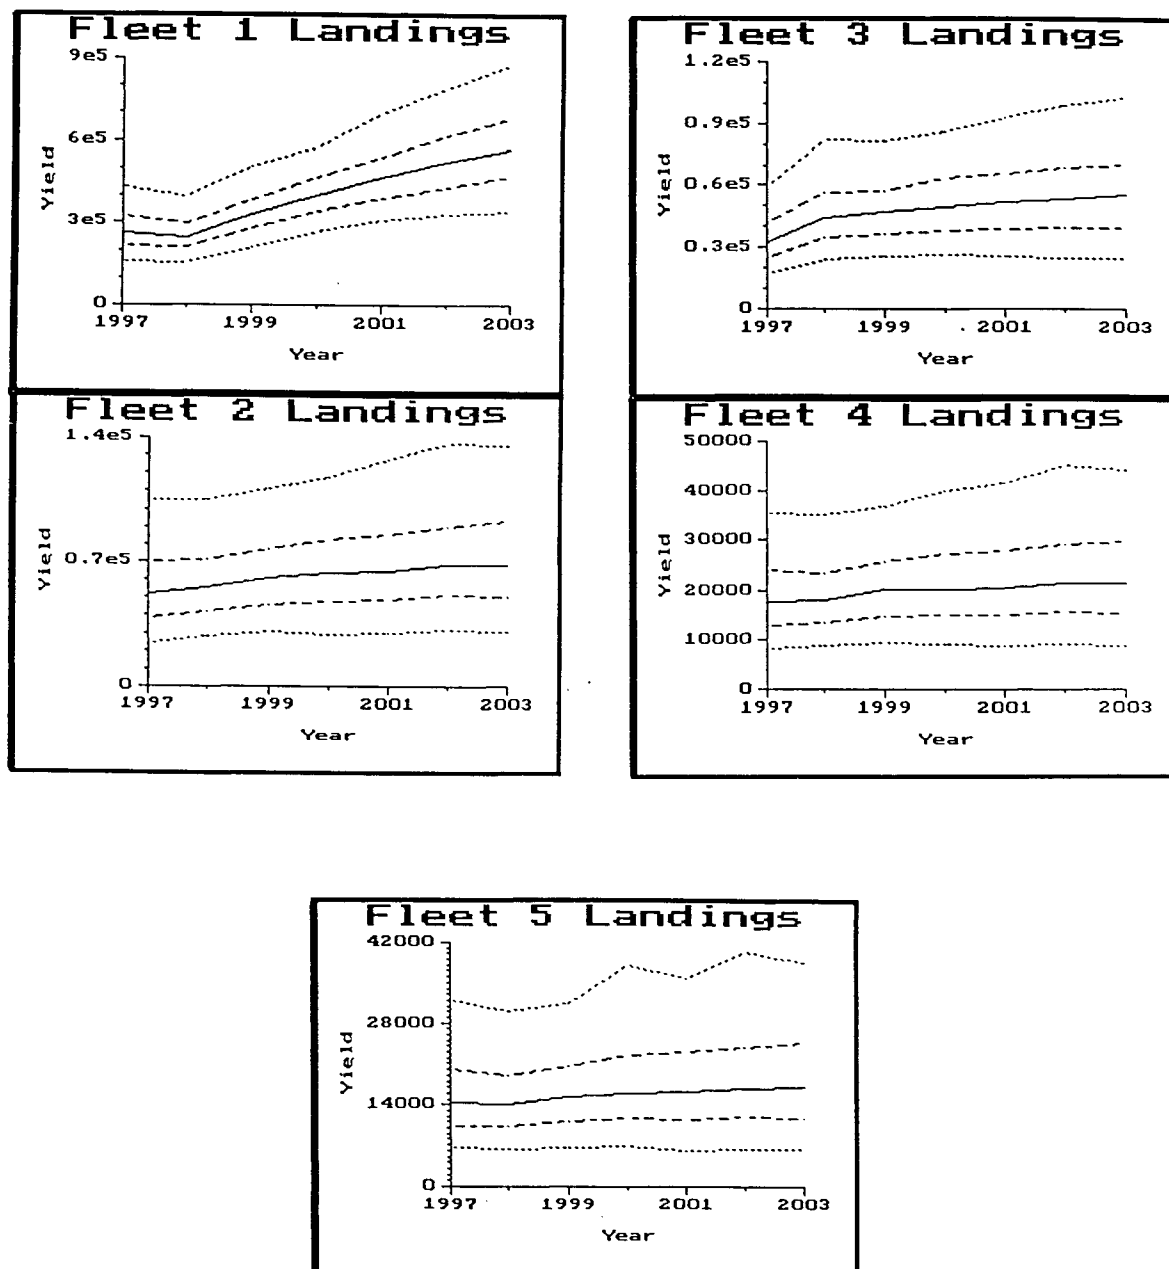 Fleet 1 Landings
9e5
6e5
3e5
0
Yield
1997 1999 2001 2003
Year
Fleet 3 Landings
1.2e5
0.9e5
0.6e5
0.3e5
0
Yield
1997 1999 2001 2003
Year
Fleet 2 Landings
1.4e5
0.7e5
0
Yield
1997 1999 2001 2003
Year
Fleet 4 Landings
50000
40000
30000
20000
10000
0
Yield
1997 1999 2001 2003
Year
Fleet 5 Landings
42000
28000
14000
0
Yield
1997 1999 2001 2003
Year